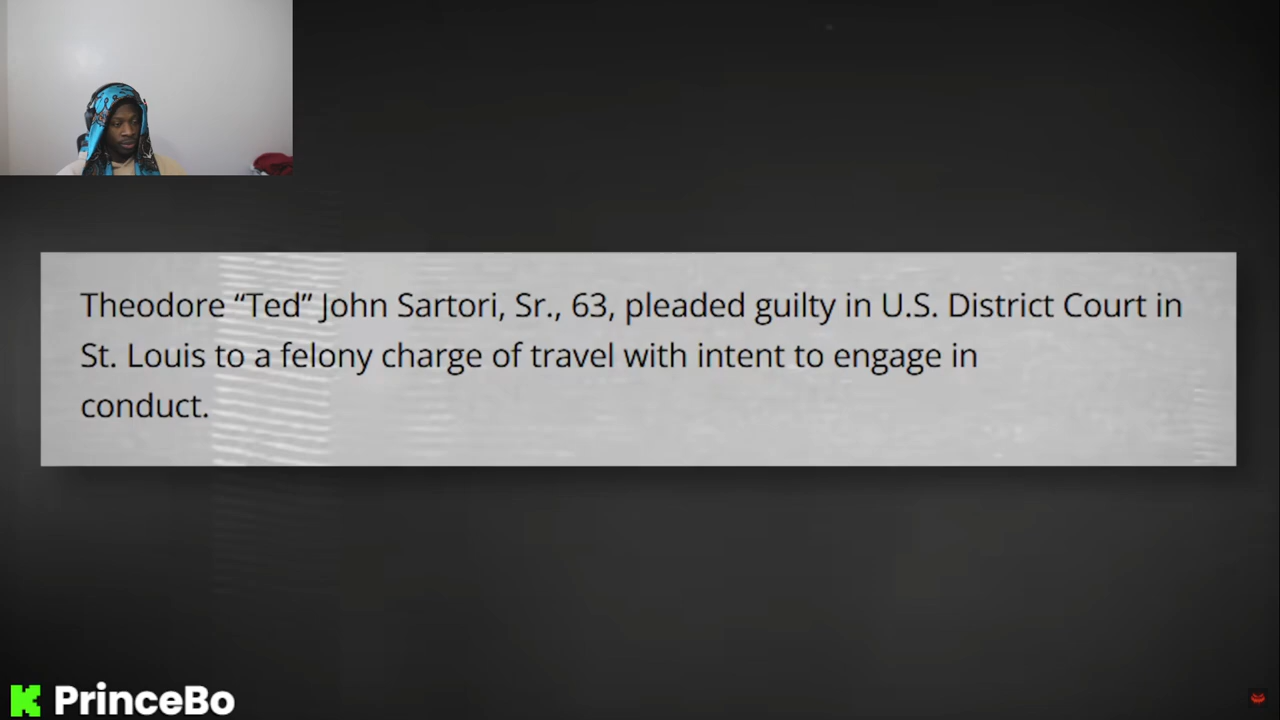 Theodore “Ted” John Sartori, Sr., 63, pleaded guilty in U.S. District Court in
St. Louis to a felony charge of travel with intent to engage in
conduct.
PrinceBo